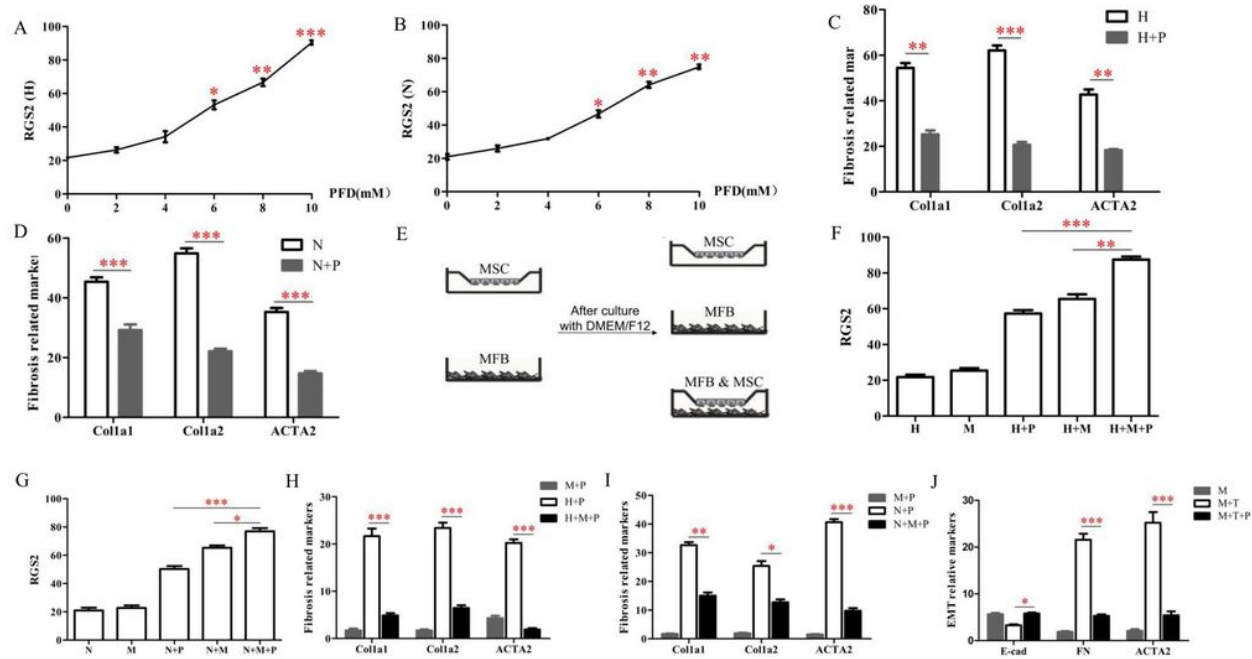 A
RGS2 (H)
100
80
60
40
20
0
*
**
***
0 2 4 6 8 10
PFD(mM)
B
RGS2 (N)
100
80
60
40
20
0
*
**
**
0 2 4 6 8 10
PFD(mM)
C
Fibrosis related mar
80
60
40
20
0
**
***
**
H
H+P
Col1a1 Col1a2 ACTA2
D
Fibrosis related marke
60
40
20
0
***
***
***
N
N+P
Col1a1 Col1a2 ACTA2
E
MSC
MFB
After culture
with DMEM/F12
MSC
MFB
MFB & MSC
F
RGS2
100
80
60
40
20
0
***
**
H M H+P H+M H+M+P
G
RGS2
100
80
60
40
20
0
***
*
N M N+P N+M N+M+P
H
Fibrosis related markers
30
20
10
0
***
***
***
M+P
H+P
H+M+P
Col1a1 Col1a2 ACTA2
I
Fibrosis related markers
50
40
30
20
10
0
**
*
***
M+P
N+P
N+M+P
Col1a1 Col1a2 ACTA2
J
EMT relative markers
30
20
10
0
*
***
***
M
M+T
M+T+P
E-cad FN ACTA2